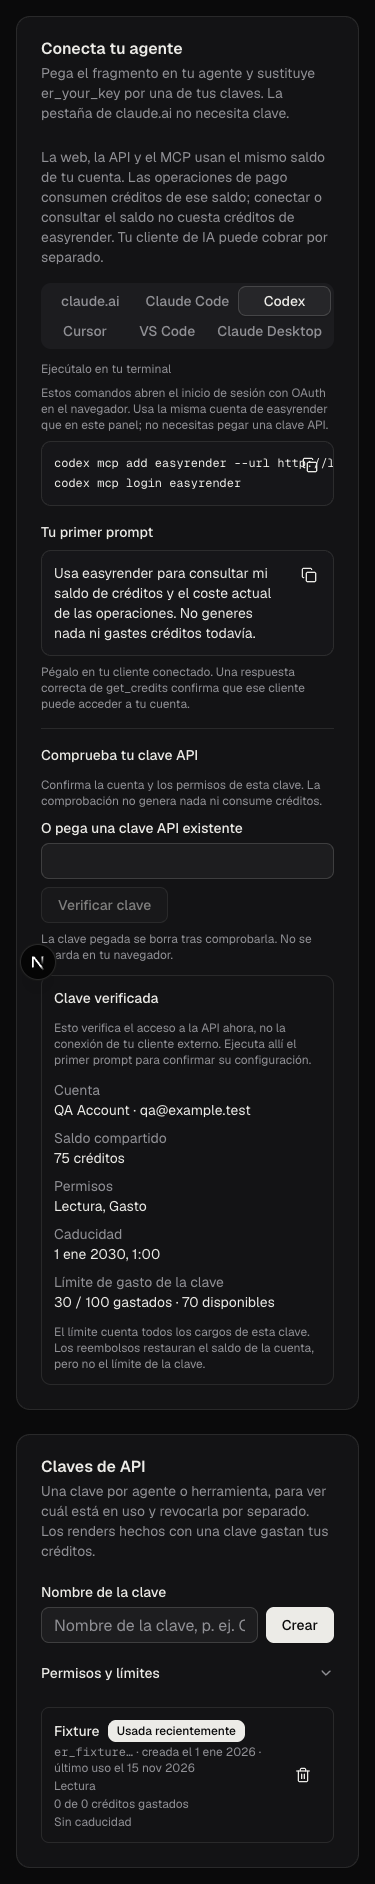 Conecta tu agente
Pega el fragmento en tu agente y sustituye
er_your_key por una de tus claves. La
pestaña de claude.ai no necesita clave.
La web, la API y el MCP usan el mismo saldo
de tu cuenta. Las operaciones de pago
consumen créditos de ese saldo; conectar o
consultar el saldo no cuesta créditos de
easyrender. Tu cliente de IA puede cobrar por
separado.
claude.ai Claude Code Codex
Cursor VS Code Claude Desktop
Ejecútalo en tu terminal
Estos comandos abren el inicio de sesión con OAuth
en el navegador. Usa la misma cuenta de easyrender
que en este panel; no necesitas pegar una clave API.
codex mcp add easyrender --url http://l
codex mcp login easyrender
Tu primer prompt
Usa easyrender para consultar mi
saldo de créditos y el coste actual
de las operaciones. No generes
nada ni gastes créditos todavía.
Pégalo en tu cliente conectado. Una respuesta
correcta de get_credits confirma que ese cliente
puede acceder a tu cuenta.
Comprueba tu clave API
Confirma la cuenta y los permisos de esta clave. La
comprobación no genera nada ni consume créditos.
O pega una clave API existente
Verificar clave
La clave pegada se borra tras comprobarla. No se
arda en tu navegador.
N
Clave verificada
Esto verifica el acceso a la API ahora, no la
conexión de tu cliente externo. Ejecuta allí el
primer prompt para confirmar su configuración.
Cuenta
QA Account · qa@example.test
Saldo compartido
75 créditos
Permisos
Lectura, Gasto
Caducidad
1 ene 2030, 1:00
Límite de gasto de la clave
30 / 100 gastados · 70 disponibles
El límite cuenta todos los cargos de esta clave.
Los reembolsos restauran el saldo de la cuenta,
pero no el límite de la clave.
Claves de API
Una clave por agente o herramienta, para ver
cuál está en uso y revocarla por separado.
Los renders hechos con una clave gastan tus
créditos.
Nombre de la clave
Nombre de la clave, p. ej. C
Crear
Permisos y límites
Fixture Usada recientemente
er_fixture… · creada el 1 ene 2026 ·
último uso el 15 nov 2026
Lectura
0 de 0 créditos gastados
Sin caducidad